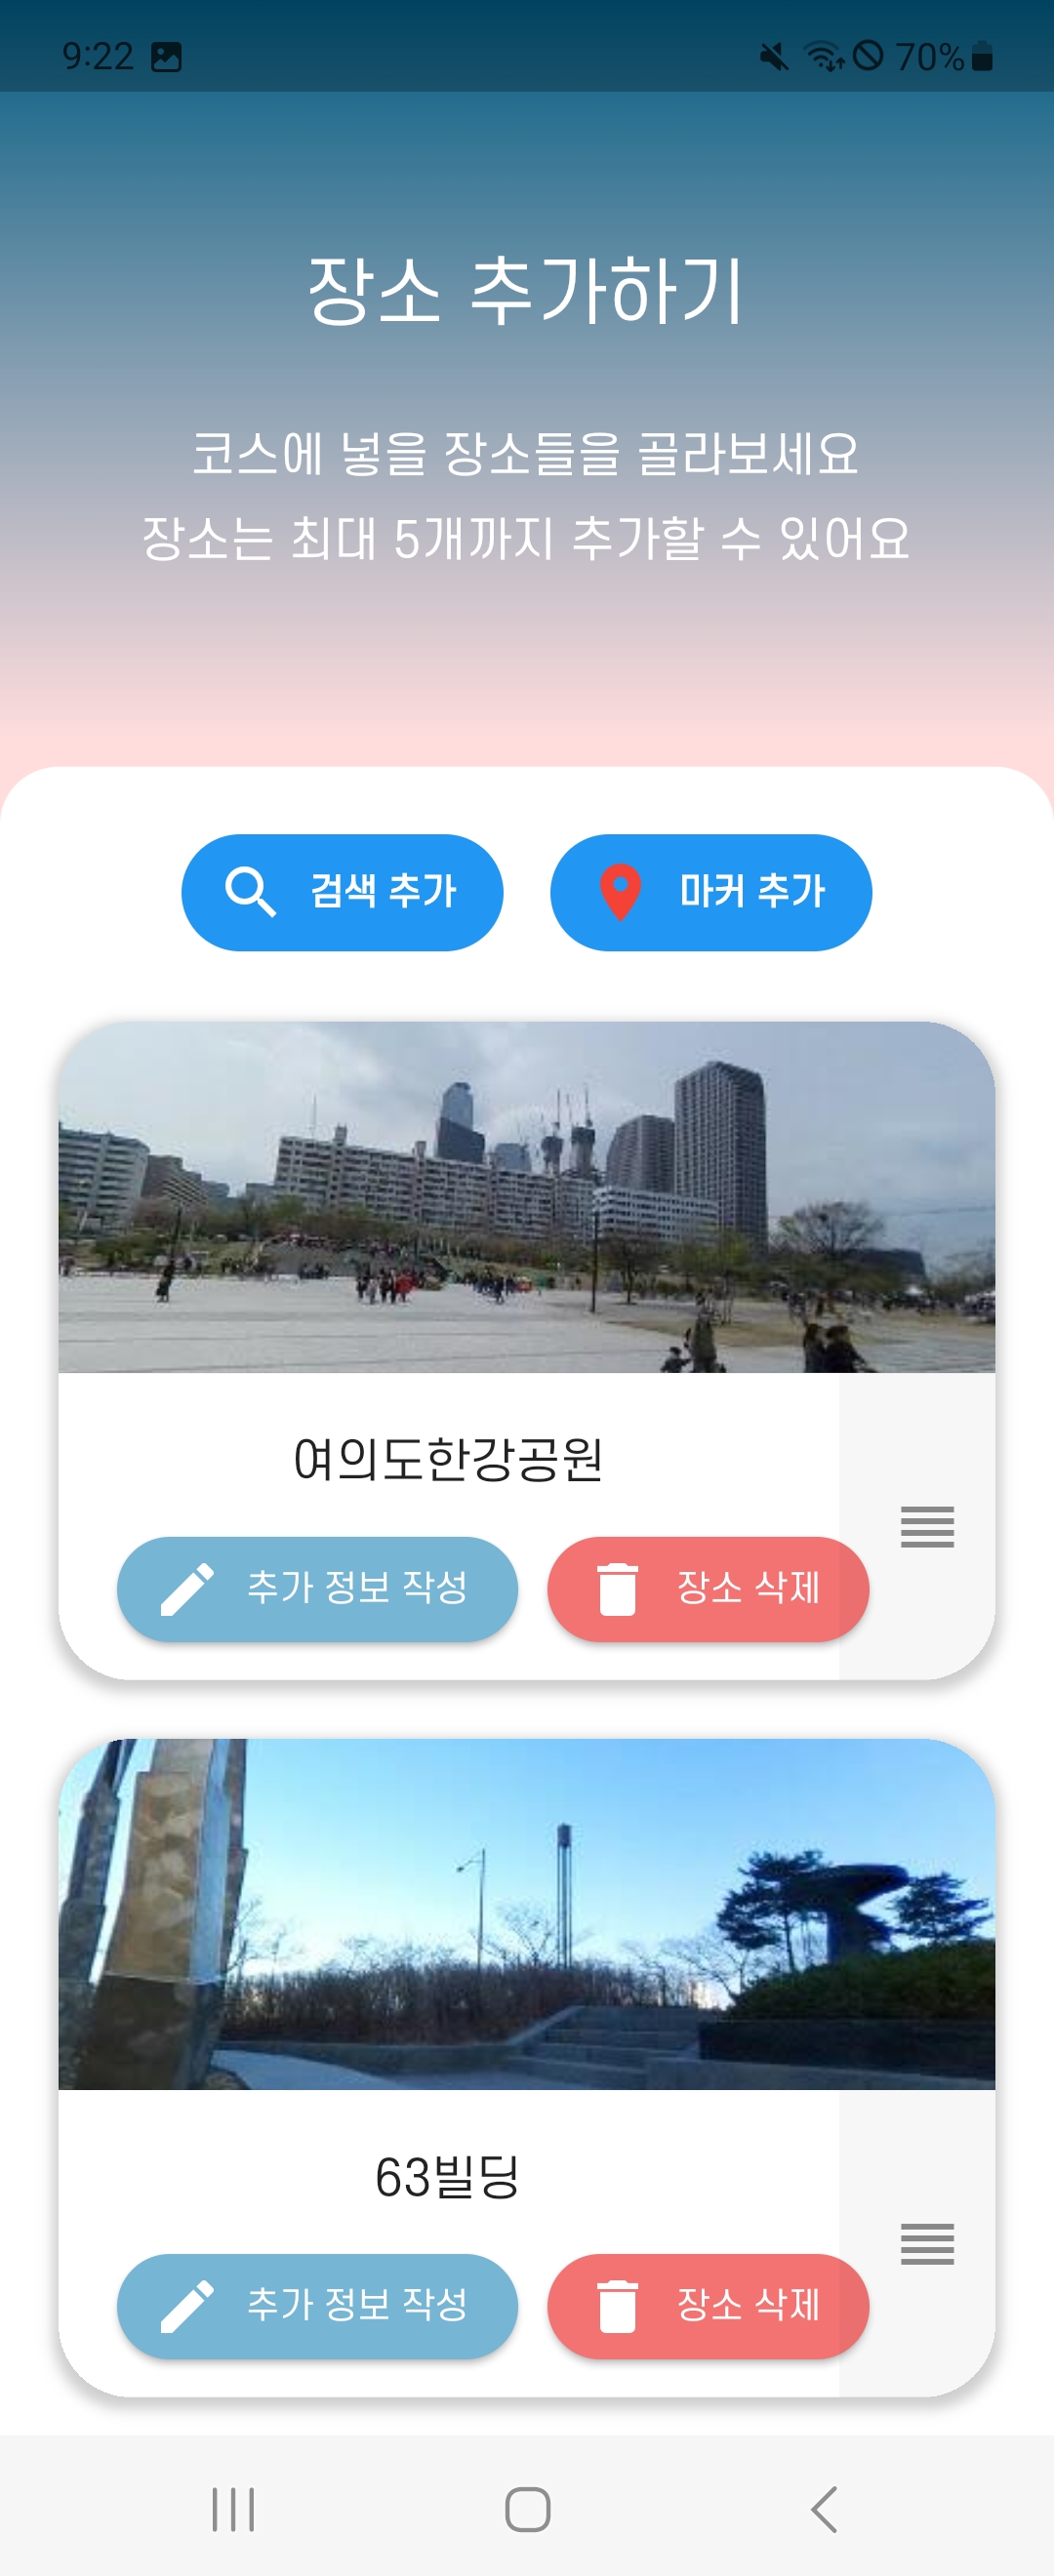 9:22 70%
장소 추가하기
코스에 넣을 장소들을 골라보세요
장소는 최대 5개까지 추가할 수 있어요
검색 추가 마커 추가
여의도한강공원
추가 정보 작성 장소 삭제
63빌딩
추가 정보 작성 장소 삭제